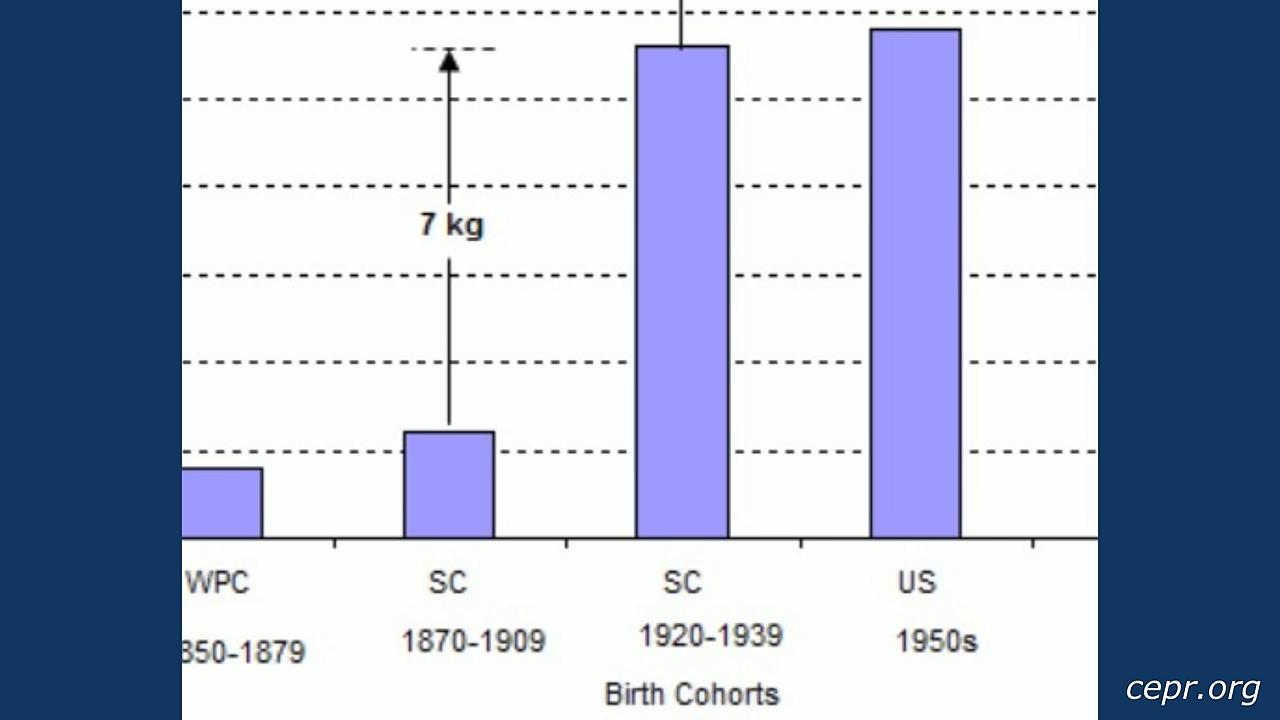 7 kg
WPC SC SC US
850-1879 1870-1909 1920-1939 1950s
Birth Cohorts
cepr.org